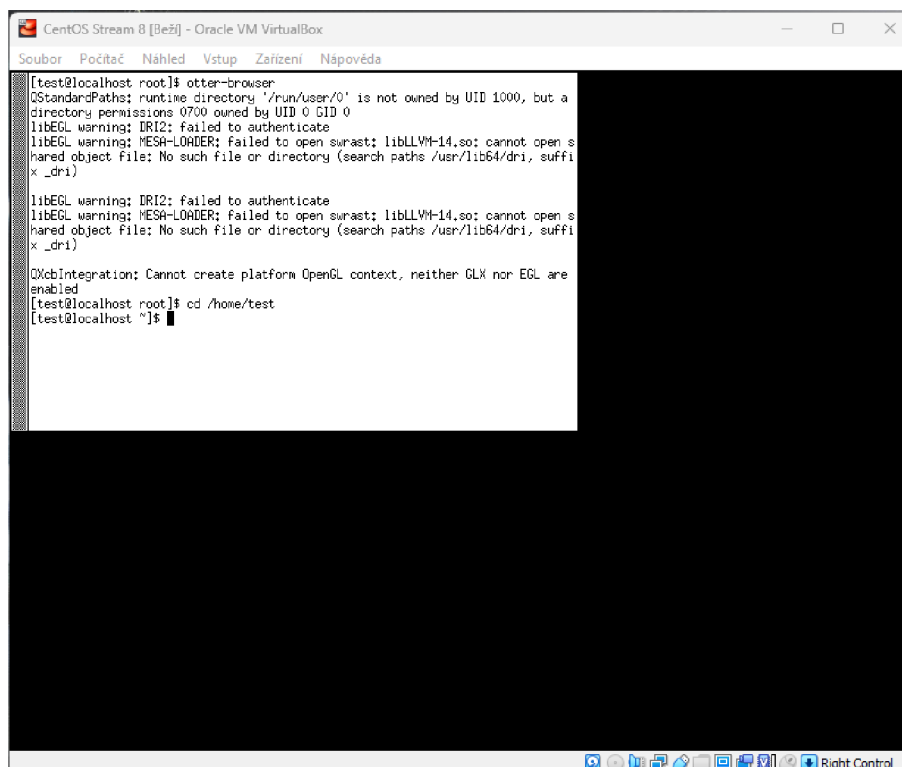 CentOS Stream 8 [Beží] - Oracle VM VirtualBox
Soubor Počítač Náhled Vstup Zařízení Nápověda
[test@localhost root]$ otter-browser
QStandardPaths: runtime directory '/run/user/0' is not owned by UID 1000, but a
directory permissions 0700 owned by UID 0 GID 0
libEGL warning: DRI2: failed to authenticate
libEGL warning: MESA-LOADER: failed to open swrast: libLLVM-14.so: cannot open s
hared object file: No such file or directory (search paths /usr/lib64/dri, suffi
x _dri)
libEGL warning: DRI2: failed to authenticate
libEGL warning: MESA-LOADER: failed to open swrast: libLLVM-14.so: cannot open s
hared object file: No such file or directory (search paths /usr/lib64/dri, suffi
x _dri)
QXcbIntegration: Cannot create platform OpenGL context, neither GLX nor EGL are
enabled
[test@localhost root]$ cd /home/test
[test@localhost ~]$
Right Control